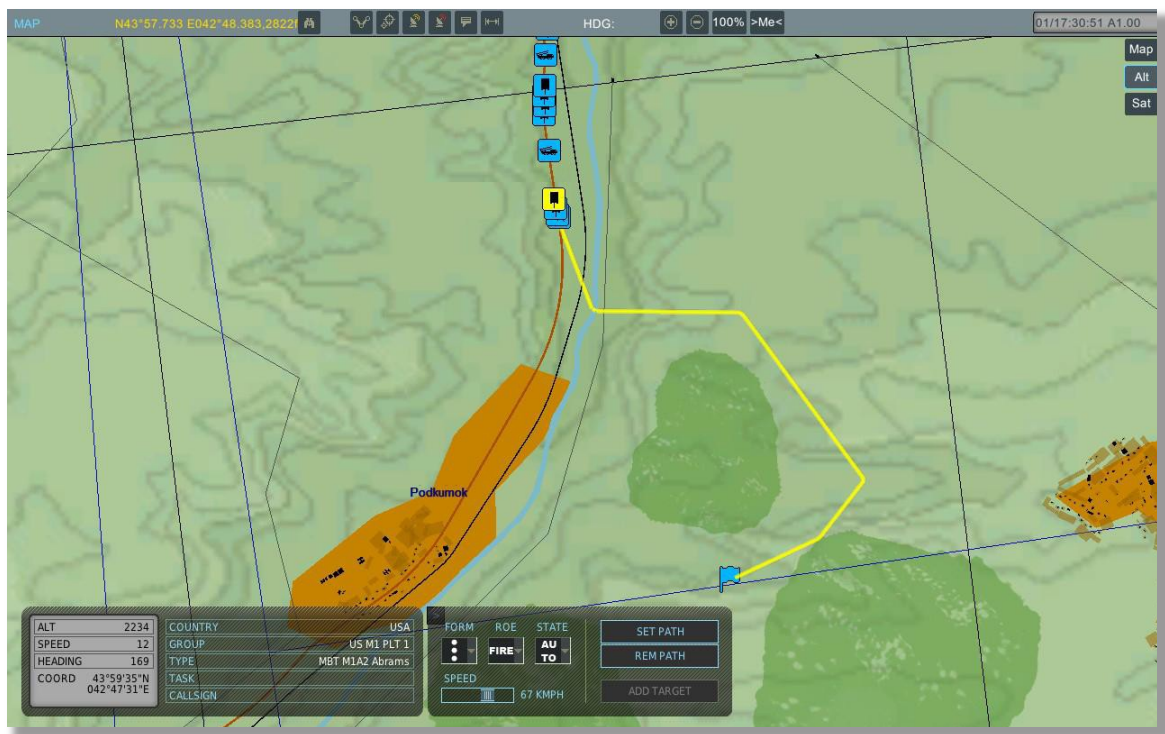 MAP N43°57.733 E042°48.383,2822f HDG: 100% >Me< 01/17:30:51 A1.00
Map
Alt
Sat
Podkumok
ALT 2234
SPEED 12
HEADING 169
COORD 43°59'35"N
042°47'31"E
COUNTRY USA
GROUP US M1 PLT 1
TYPE MBT M1A2 Abrams
TASK
CALLSIGN
>
FORM ROE STATE
FIRE AU
TO
SPEED
67 KMPH
SET PATH
REM PATH
ADD TARGET